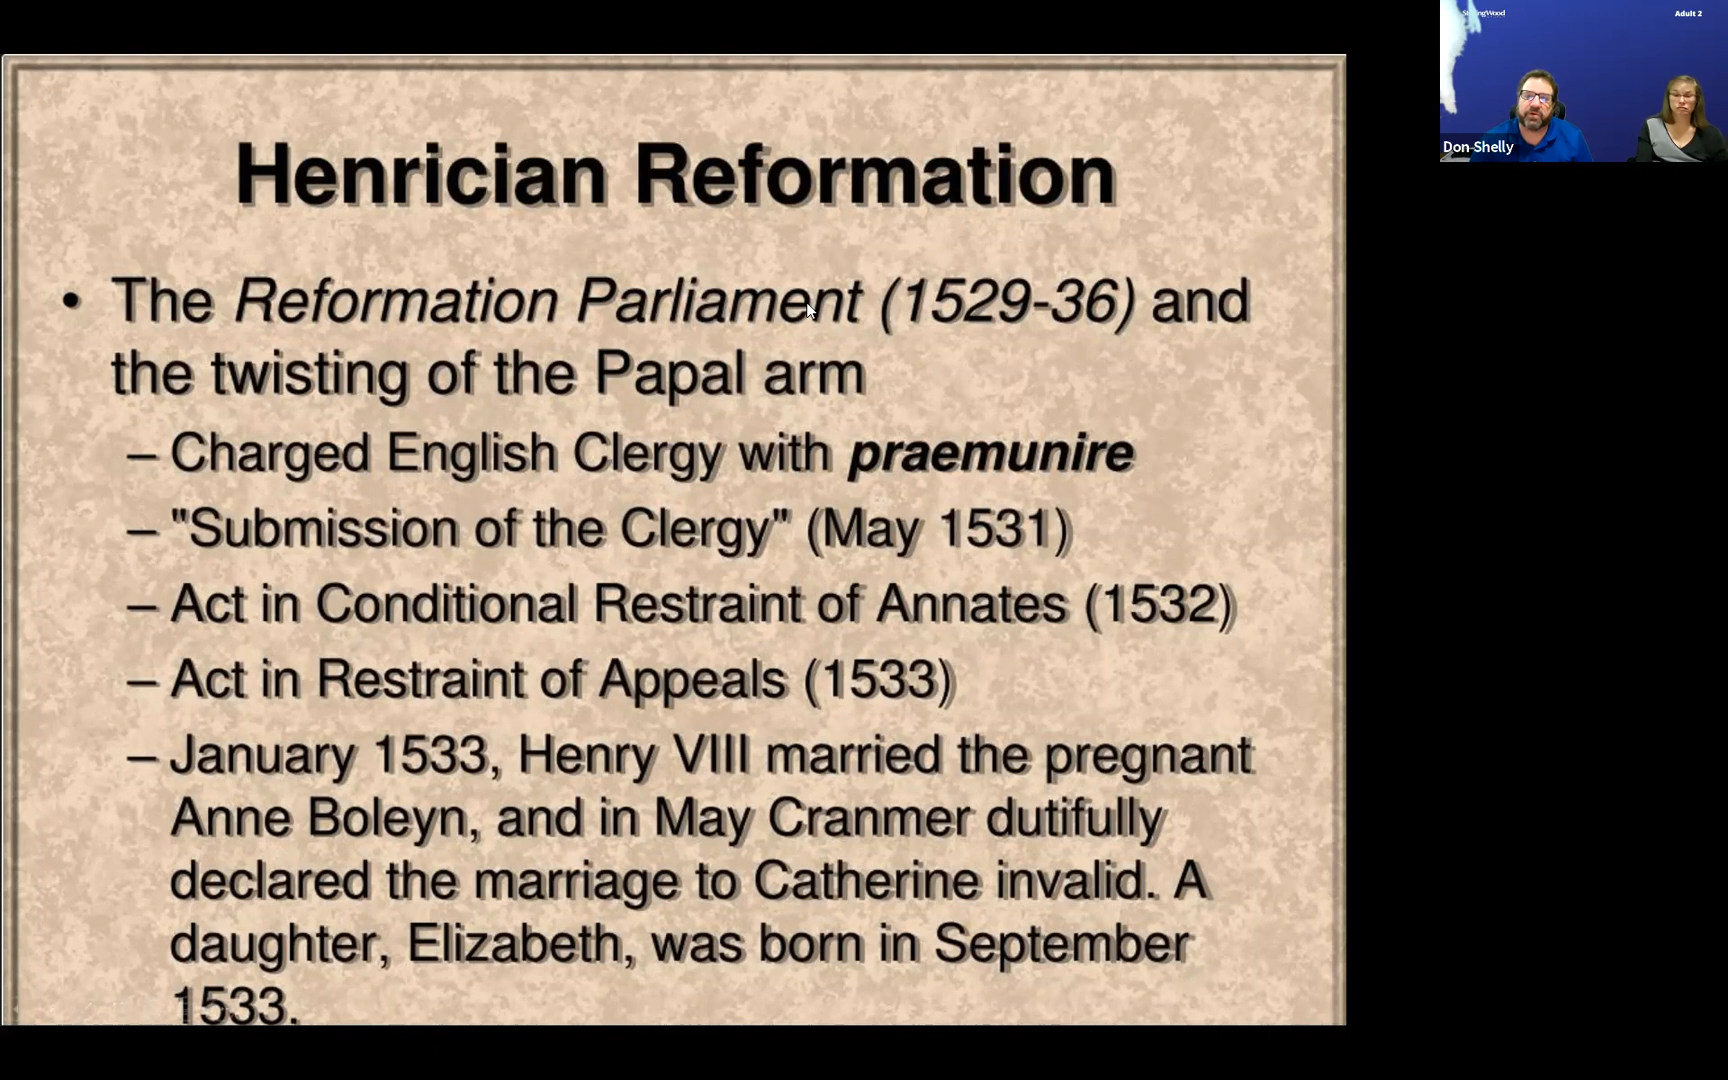 Henrician Reformation
• The Reformation Parliament (1529-36) and
the twisting of the Papal arm
– Charged English Clergy with praemunire
– "Submission of the Clergy" (May 1531)
– Act in Conditional Restraint of Annates (1532)
– Act in Restraint of Appeals (1533)
– January 1533, Henry VIII married the pregnant
Anne Boleyn, and in May Cranmer dutifully
declared the marriage to Catherine invalid. A
daughter, Elizabeth, was born in September
1533.
Adult 2
Don Shelly